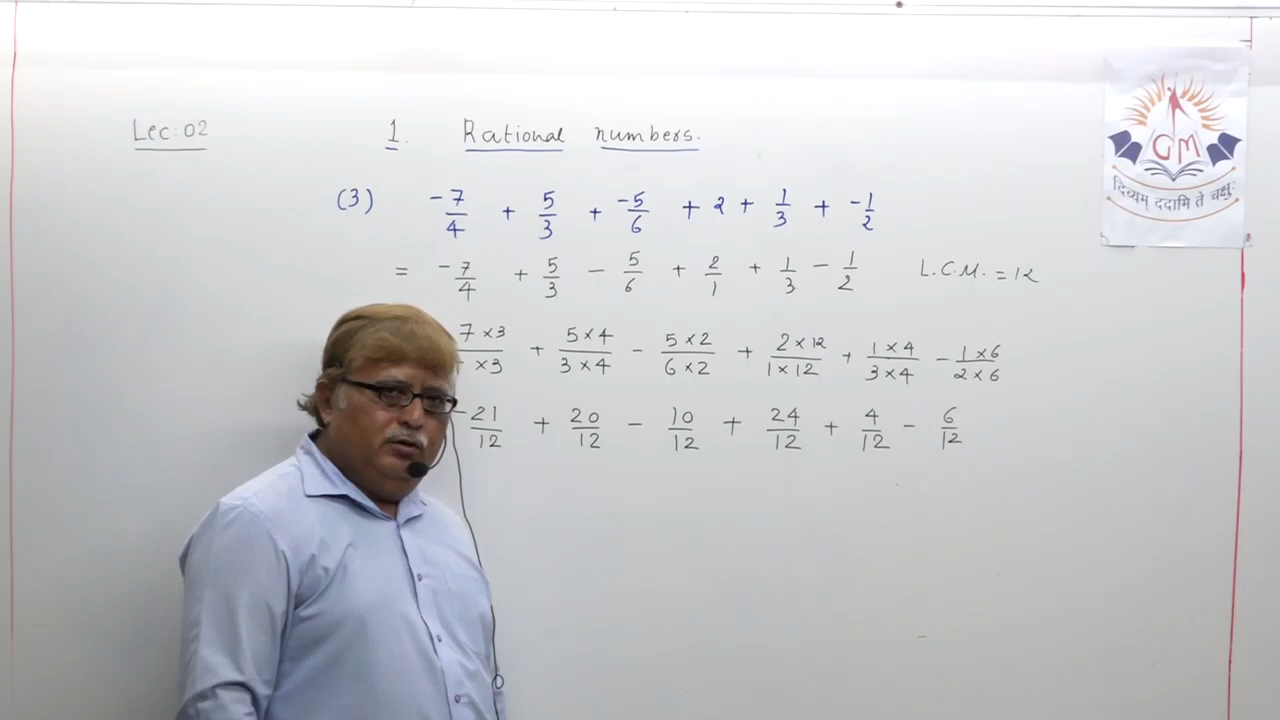 Lec: 02
1. Rational numbers.
(3) -7/4 + 5/3 + -5/6 + 2 + 1/3 + -1/2
= -7/4 + 5/3 - 5/6 + 2/1 + 1/3 - 1/2 L.C.M. = 12
7×3/×3 + 5×4/3×4 - 5×2/6×2 + 2×12/1×12 + 1×4/3×4 - 1×6/2×6
-21/12 + 20/12 - 10/12 + 24/12 + 4/12 - 6/12
GM
दिव्यम् ददामि ते चक्षुः